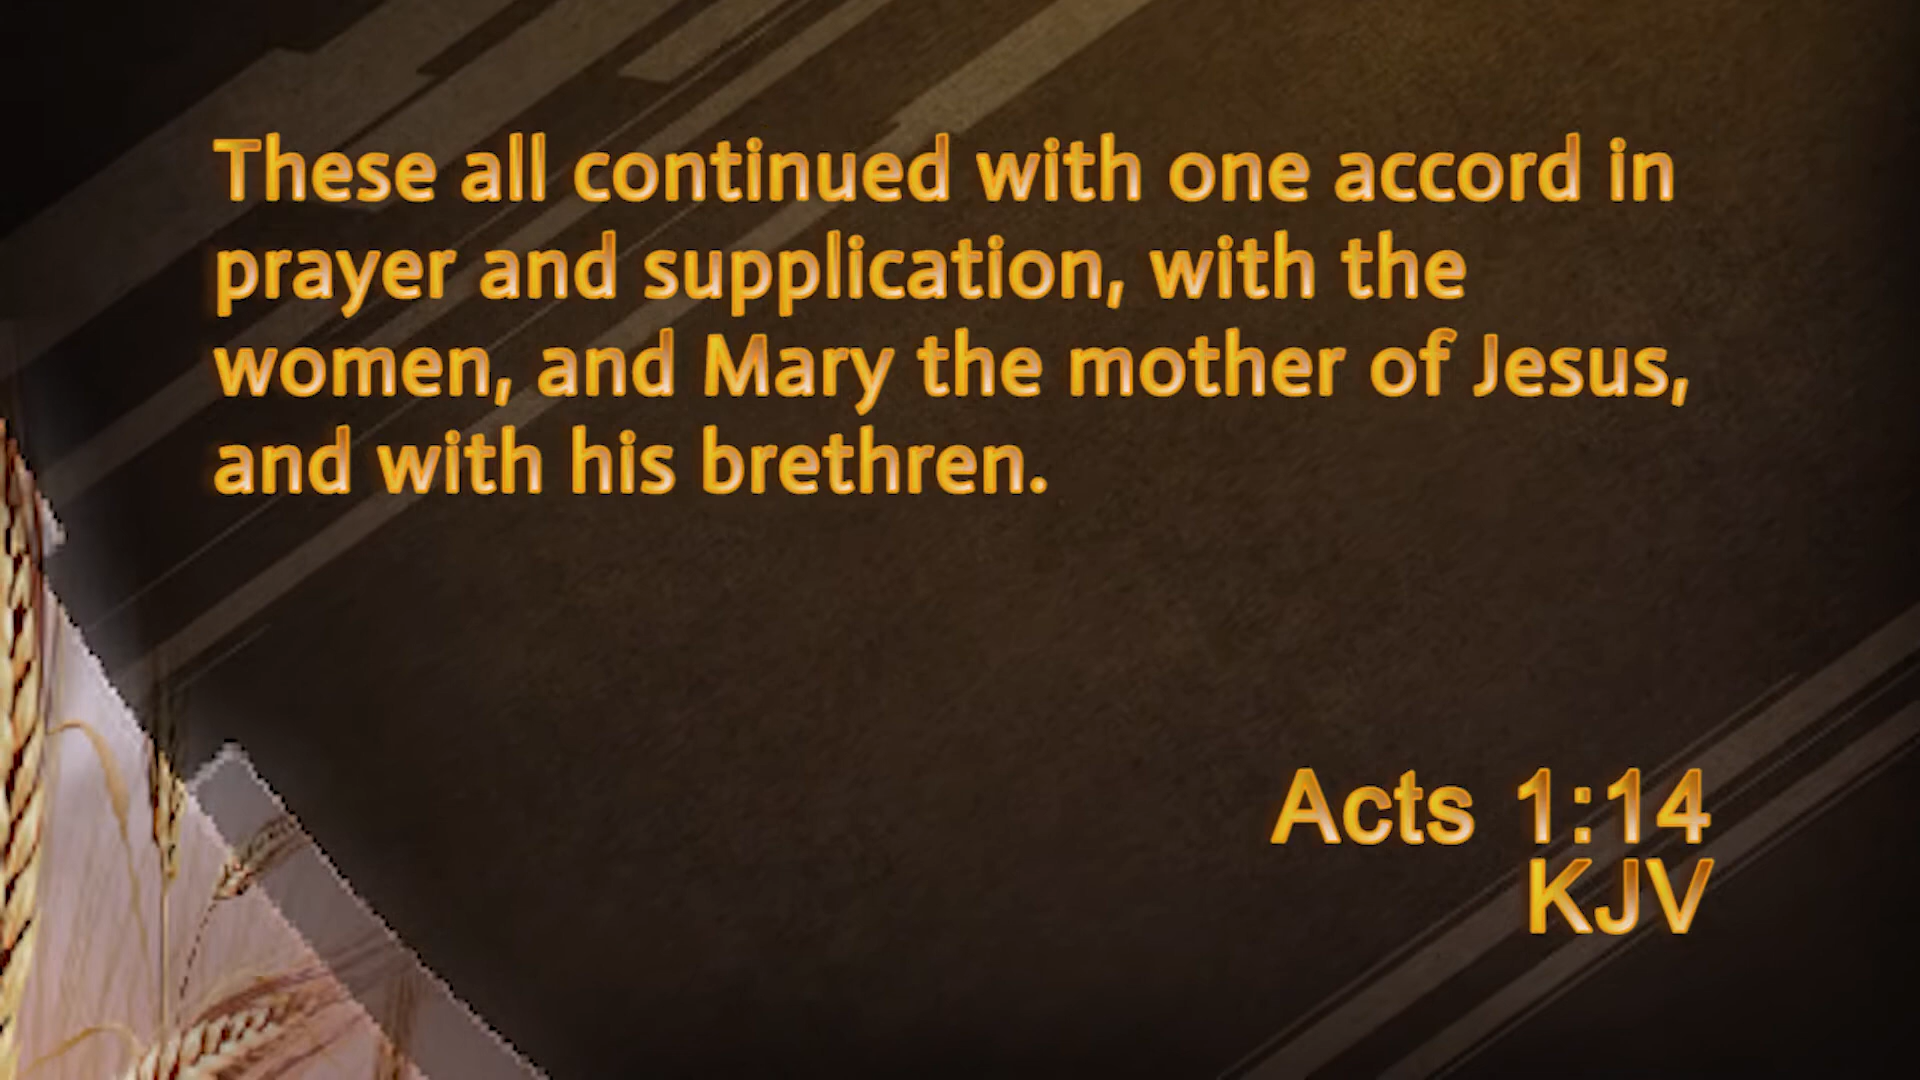 These all continued with one accord in
prayer and supplication, with the
women, and Mary the mother of Jesus,
and with his brethren.
Acts 1:14
KJV